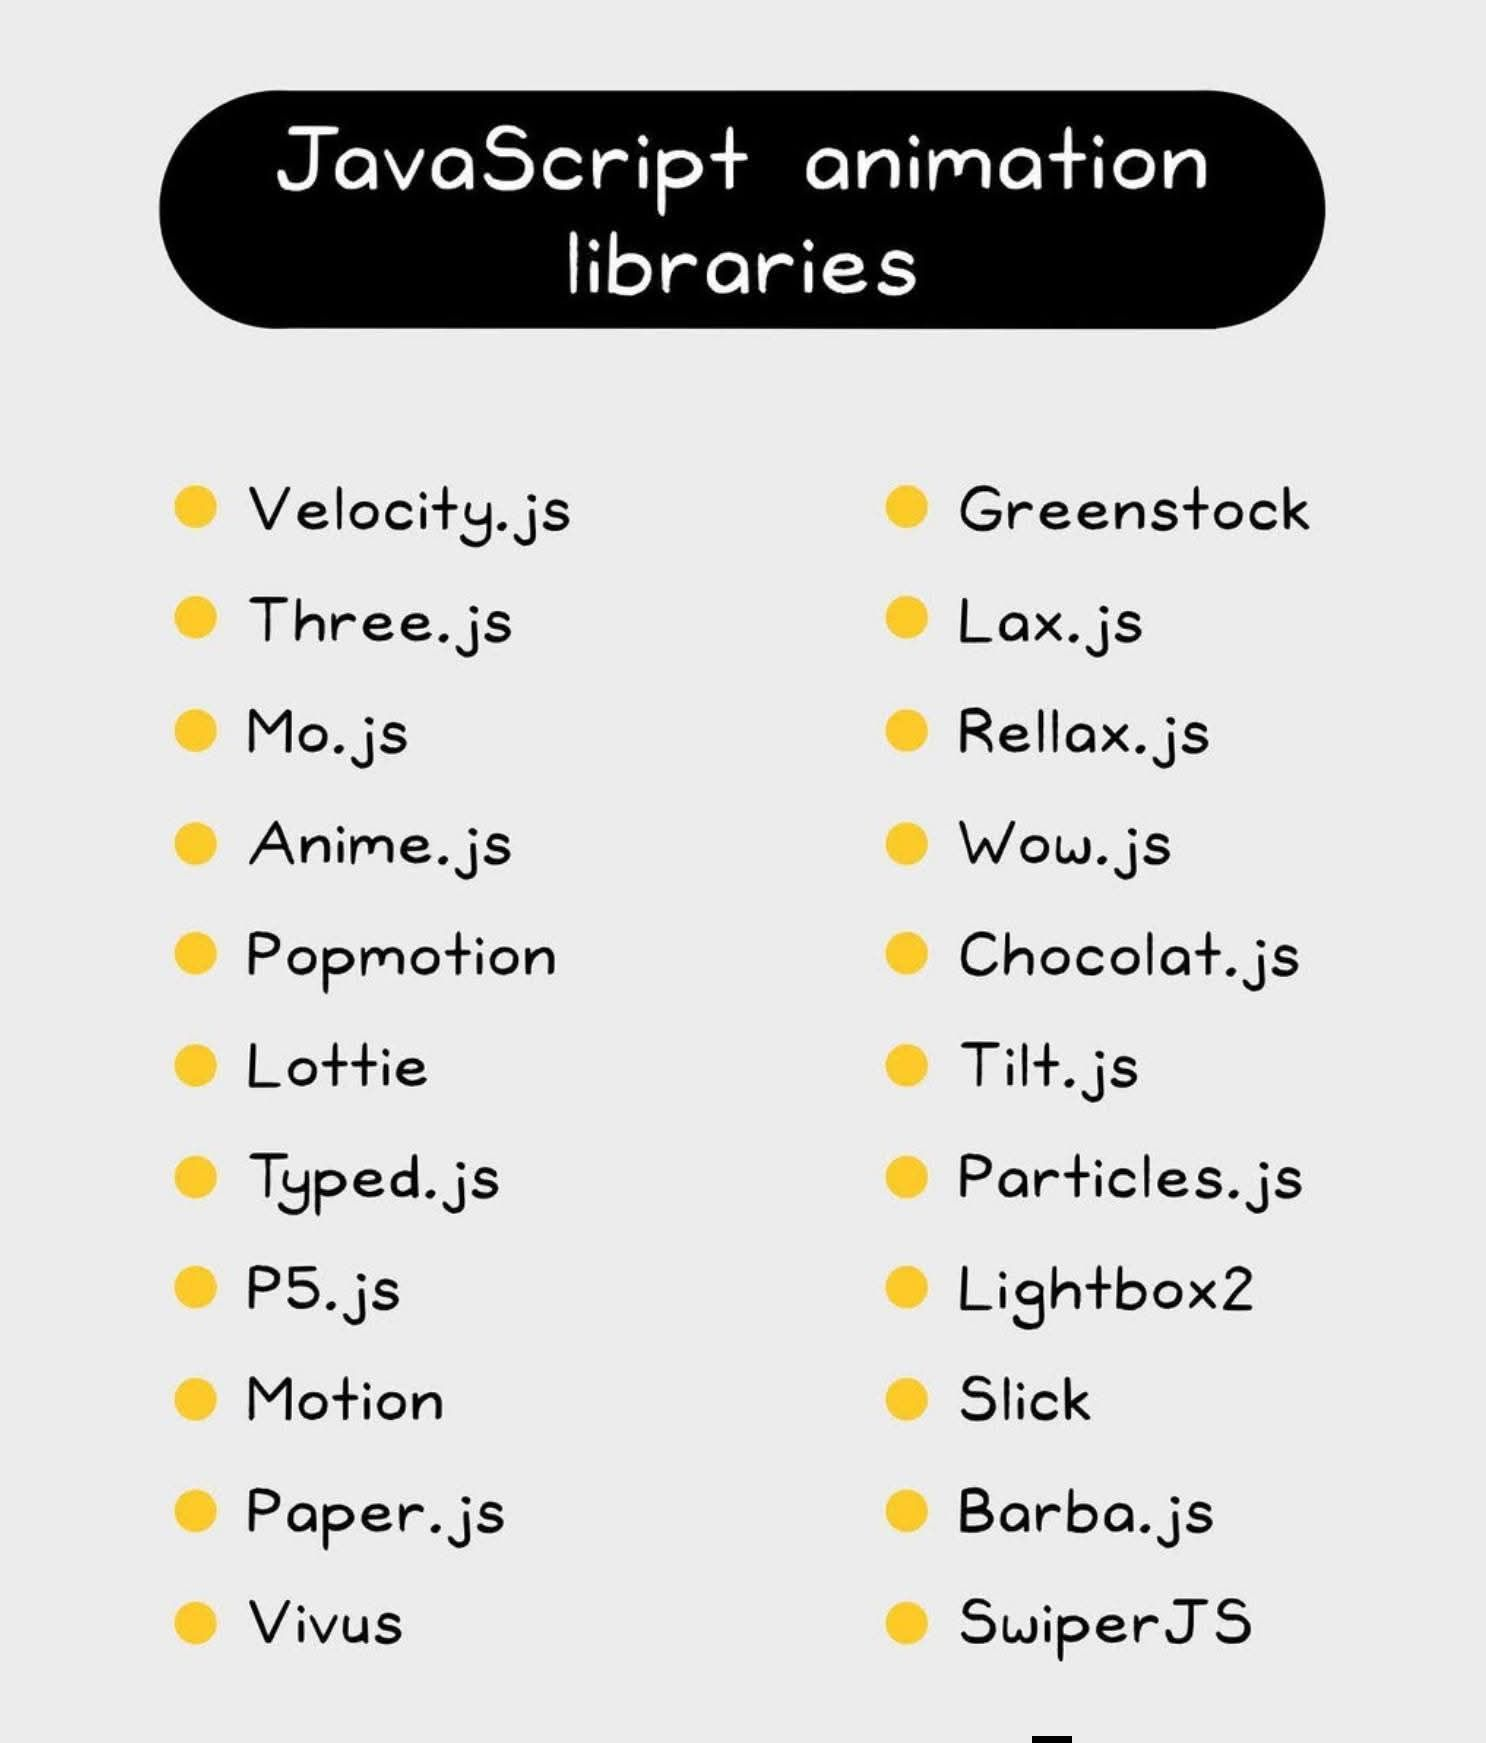 JavaScript animation
libraries
Velocity.js
Three.js
Mo.js
Anime.js
Popmotion
Lottie
Typed.js
P5.js
Motion
Paper.js
Vivus
Greenstock
Lax.js
Rellax.js
Wow.js
Chocolat.js
Tilt.js
Particles.js
Lightbox2
Slick
Barba.js
SwiperJS